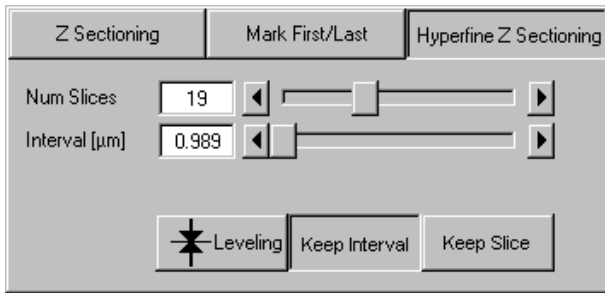 Z Sectioning
Mark First/Last
Hyperfine Z Sectioning
Num Slices 19
Interval [µm] 0.989
Leveling
Keep Interval
Keep Slice